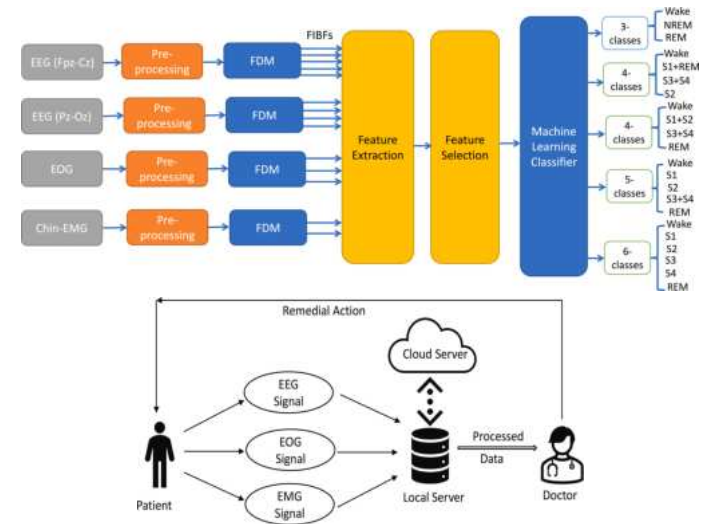 FIBFs
EEG (Fpz-Cz)
Pre-
processing
FDM
EEG (Pz-Oz)
Pre-
processing
FDM
EOG
Pre-
processing
FDM
Chin-EMG
Pre-
processing
FDM
Feature
Extraction
Feature
Selection
Machine
Learning
Classifier
3-
classes
Wake
NREM
REM
4-
classes
Wake
S1+REM
S3+S4
S2
4-
classes
Wake
S1+S2
S3+S4
REM
5-
classes
Wake
S1
S2
S3+S4
REM
6-
classes
Wake
S1
S2
S3
S4
REM
Remedial Action
Cloud Server
EEG
Signal
EOG
Signal
EMG
Signal
Processed
Data
Patient
Local Server
Doctor